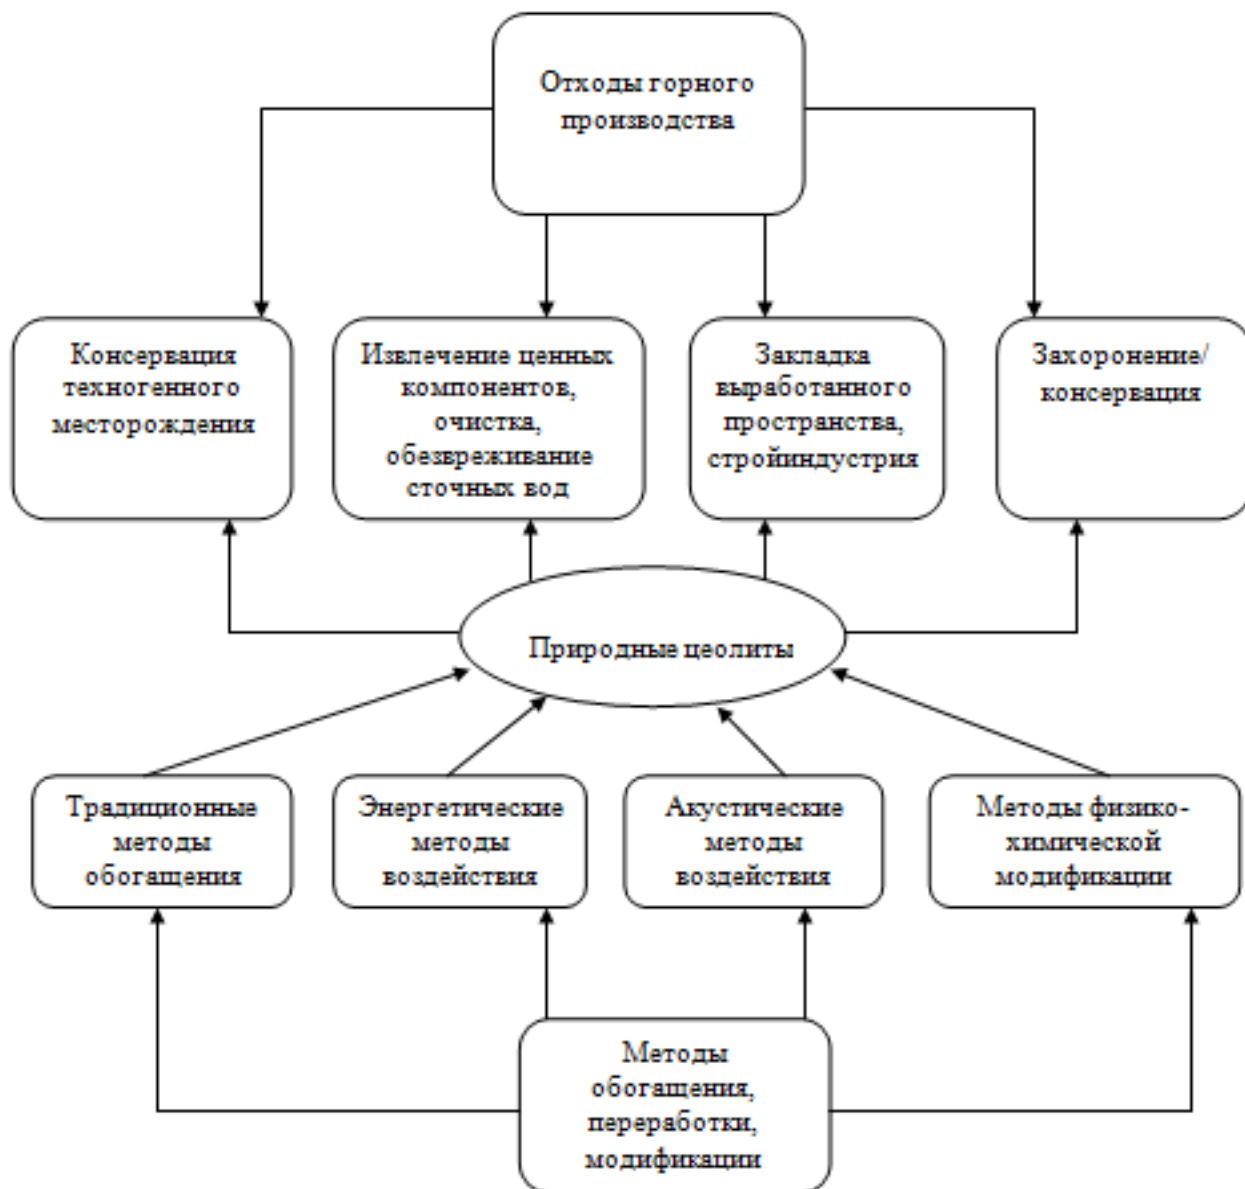 Отходы горного
производства
Консервация
техногенного
месторождения
Извлечение ценных
компонентов,
очистка,
обезвреживание
сточных вод
Закладка
выработанного
пространства,
стройиндустрия
Захоронение/
консервация
Природные цеолиты
Традиционные
методы
обогащения
Энергетические
методы
воздействия
Акустические
методы
воздействия
Методы физико-
химической
модификации
Методы
обогащения,
переработки,
модификации